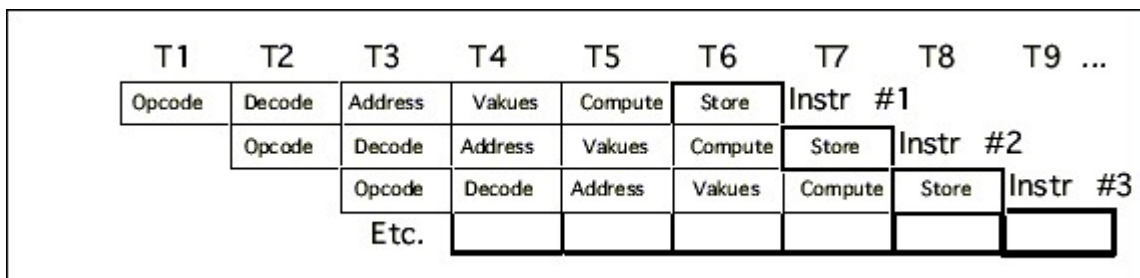 T1 T2 T3 T4 T5 T6 T7 T8 T9 ...
Opcode Decode Address Vakues Compute Store Instr #1
Opcode Decode Address Vakues Compute Store Instr #2
Opcode Decode Address Vakues Compute Store Instr #3
Etc.